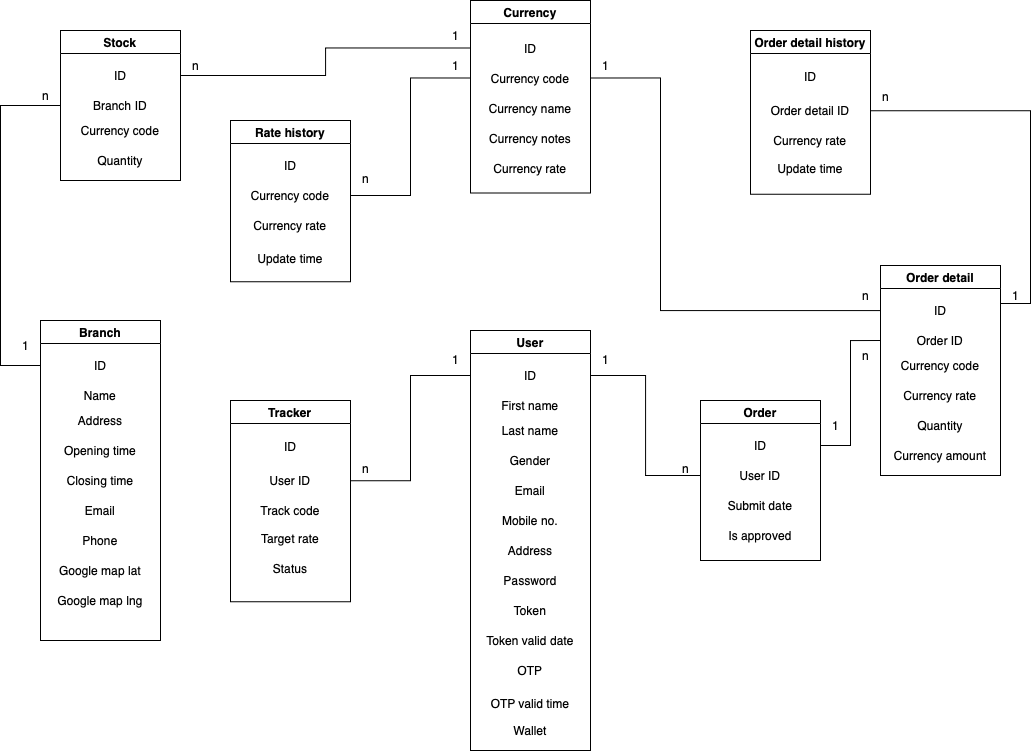 Stock
ID
Branch ID
Currency code
Quantity
n
n
Currency
ID
Currency code
Currency name
Currency notes
Currency rate
1
1
1
Order detail history
ID
Order detail ID
Currency rate
Update time
n
Rate history
ID
Currency code
Currency rate
Update time
n
Branch
ID
Name
Address
Opening time
Closing time
Email
Phone
Google map lat
Google map lng
1
Tracker
ID
User ID
Track code
Target rate
Status
n
User
ID
First name
Last name
Gender
Email
Mobile no.
Address
Password
Token
Token valid date
OTP
OTP valid time
Wallet
1
1
Order
ID
User ID
Submit date
Is approved
n
1
Order detail
ID
Order ID
Currency code
Currency rate
Quantity
Currency amount
n
n
1